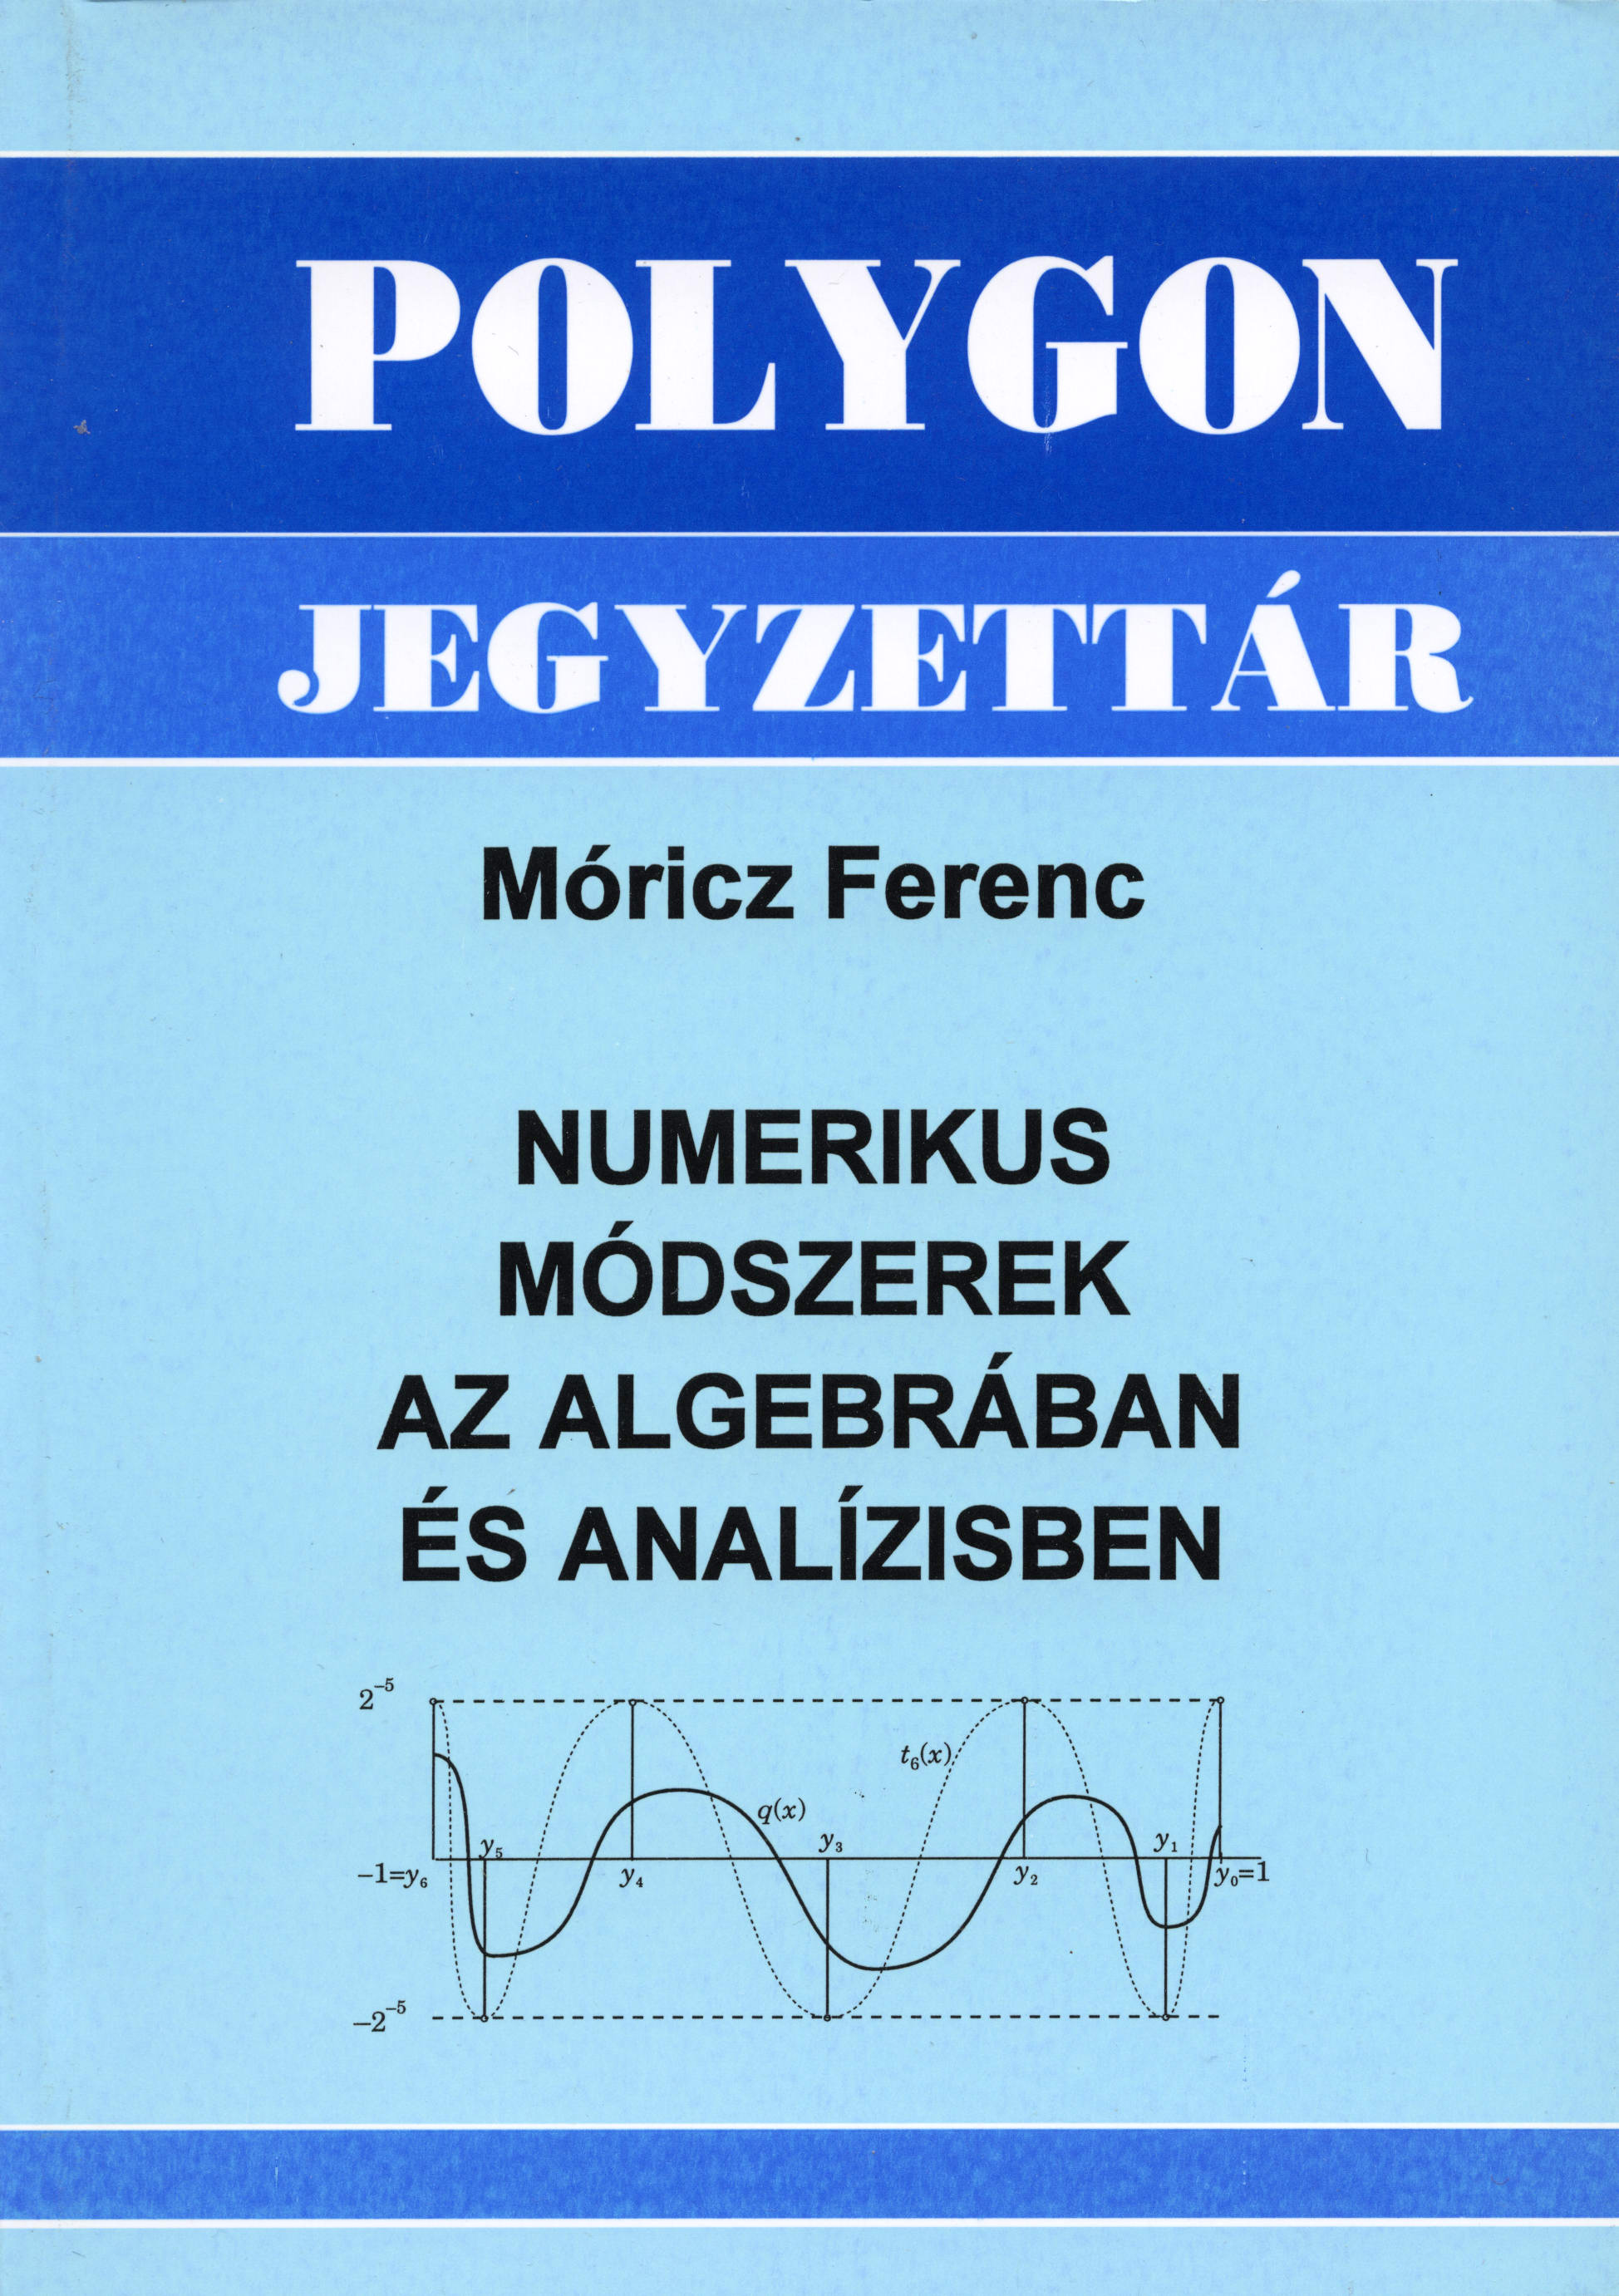 POLYGON
JEGYZETTÁR
Móricz Ferenc
NUMERIKUS
MÓDSZEREK
AZ ALGEBRÁBAN
ÉS ANALÍZISBEN
2⁻⁵
t₆(x)
q(x)
y₅ y₃ y₁
-1=y₆ y₄ y₂ y₀=1
-2⁻⁵